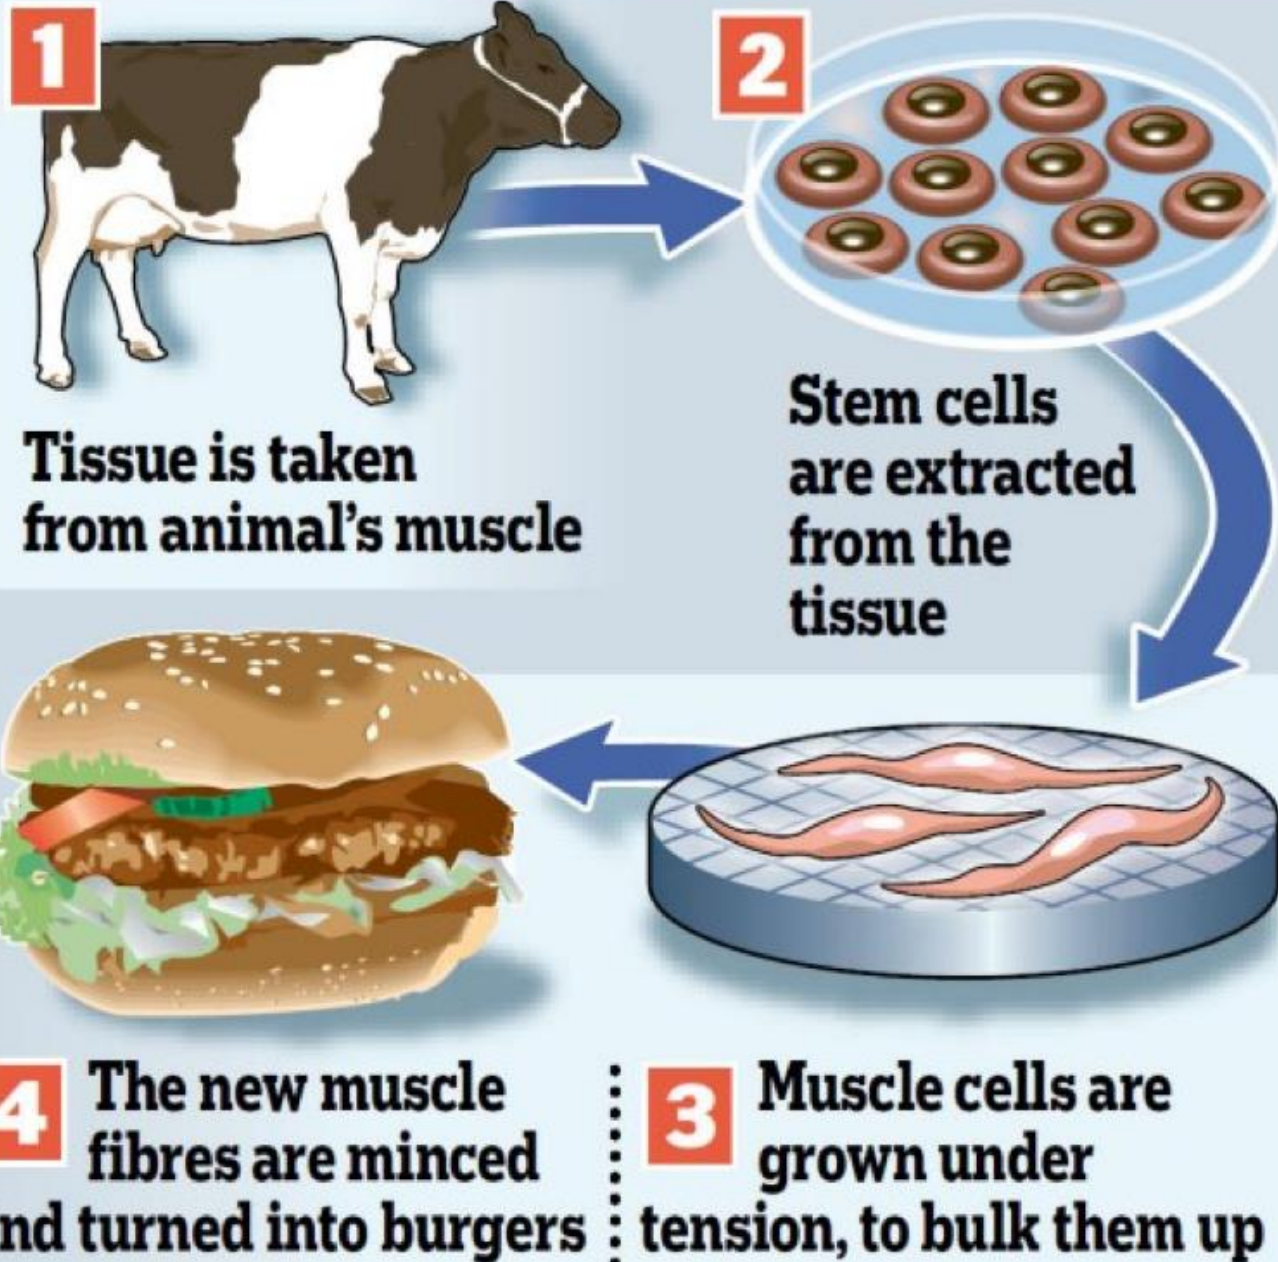 1
Tissue is taken
from animal's muscle
2
Stem cells
are extracted
from the
tissue
3
Muscle cells are
grown under
tension, to bulk them up
4
The new muscle
fibres are minced
nd turned into burgers